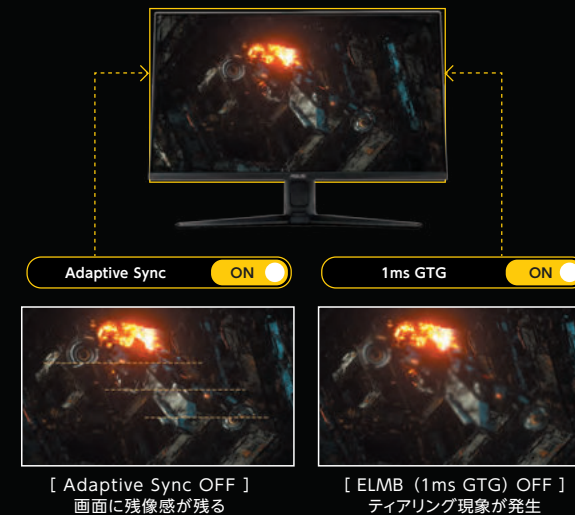 Adaptive Sync ON
1ms GTG ON
[ Adaptive Sync OFF ]
画面に残像感が残る
[ ELMB (1ms GTG) OFF ]
ティアリング現象が発生